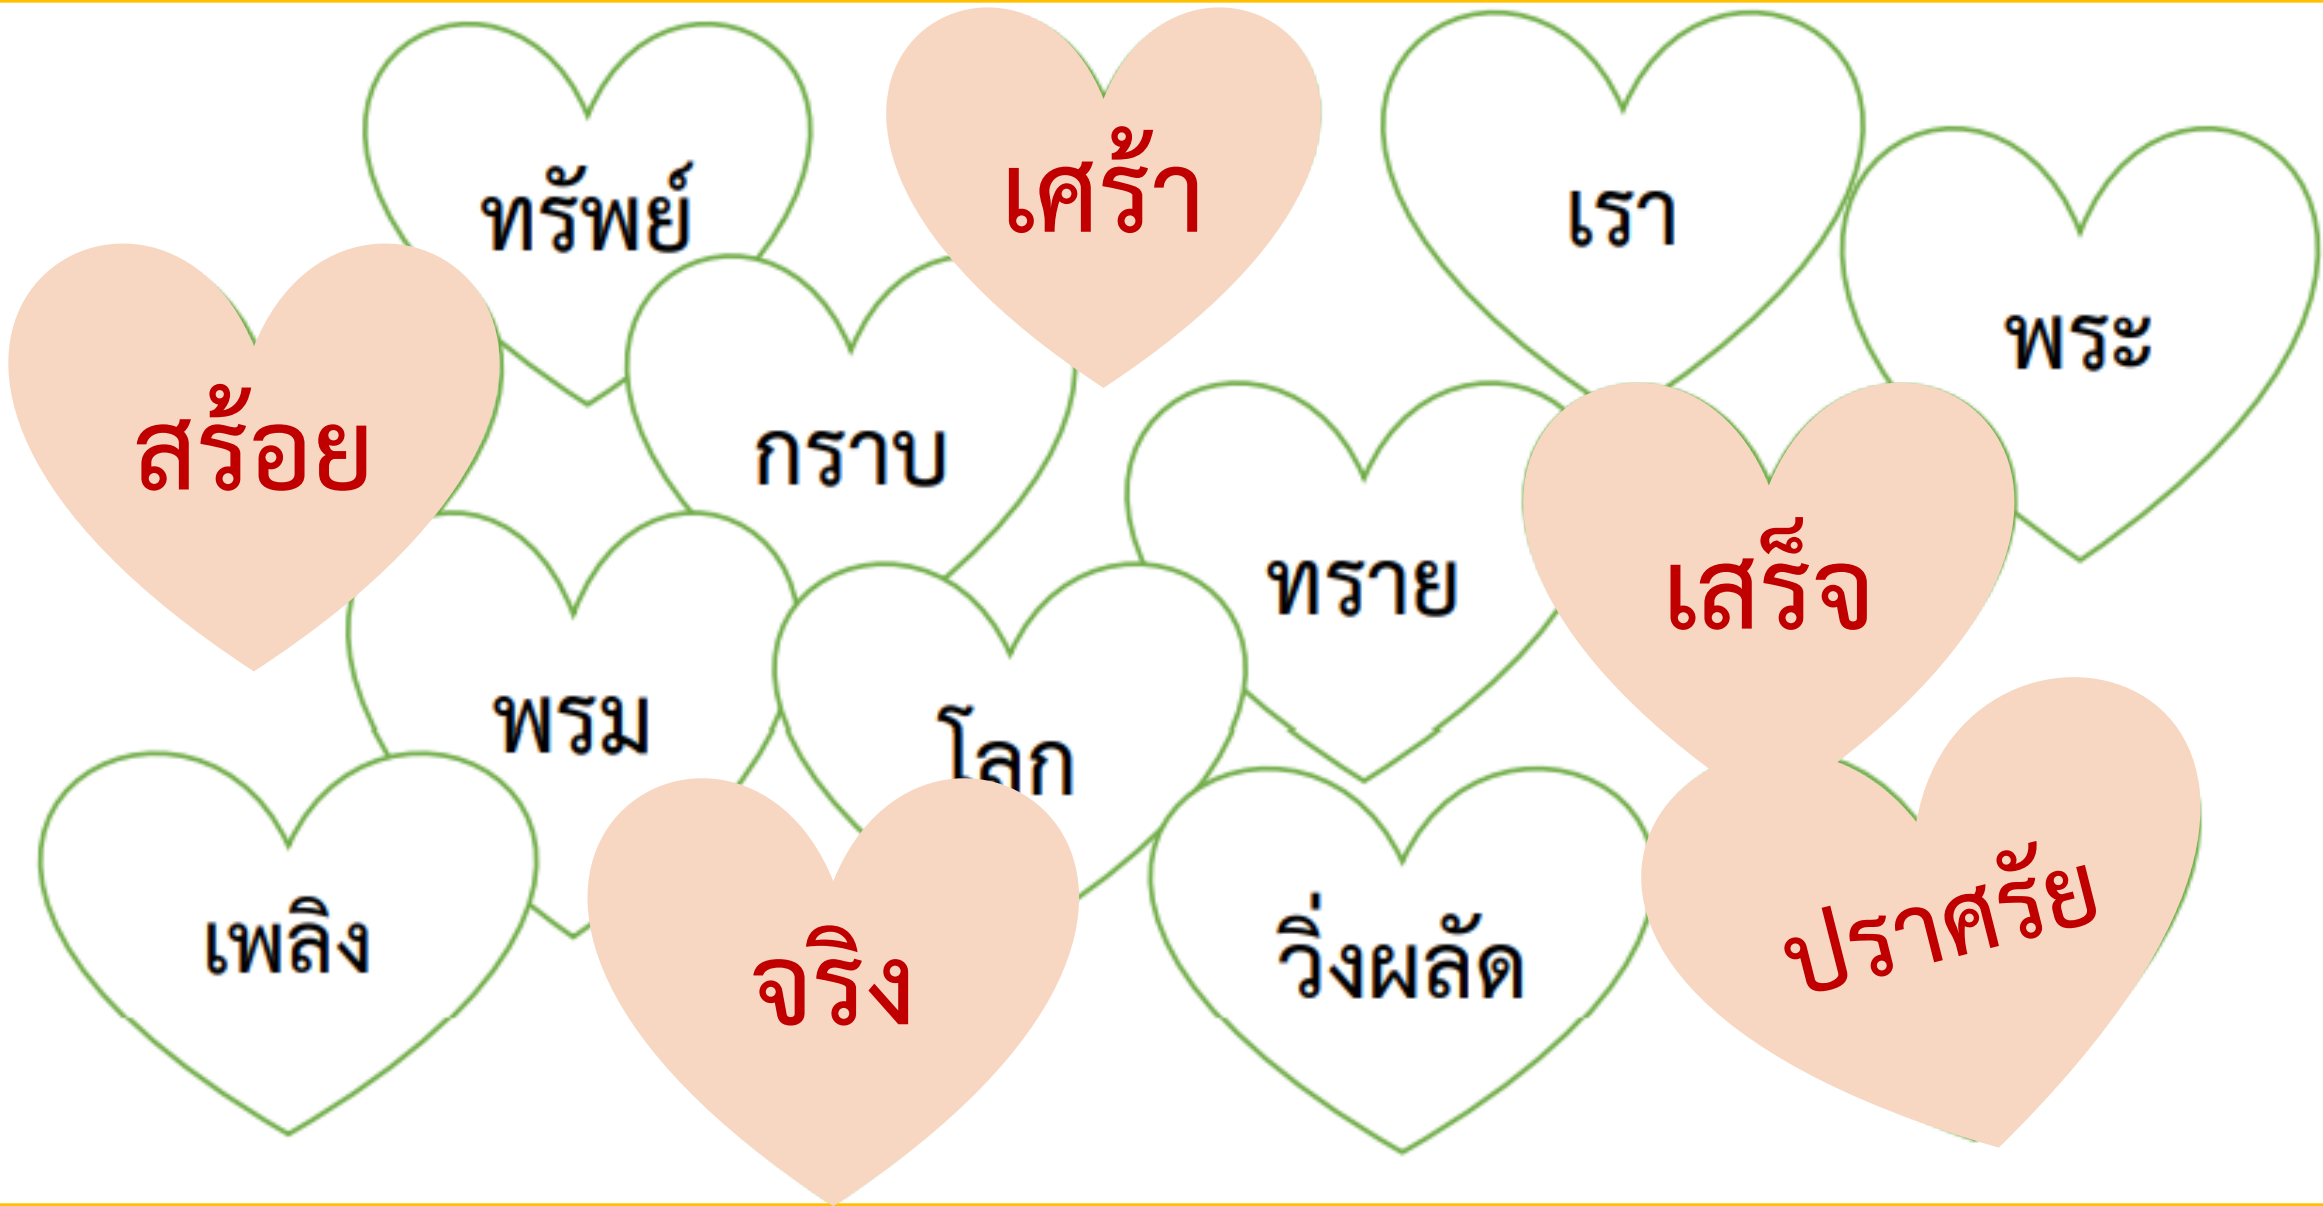 ทรัพย์
เศร้า
เรา
พระ
สร้อย
กราบ
ทราย
เสร็จ
พรม
โลก
เพลิง
จริง
วิ่งผลัด
ปราศรัย